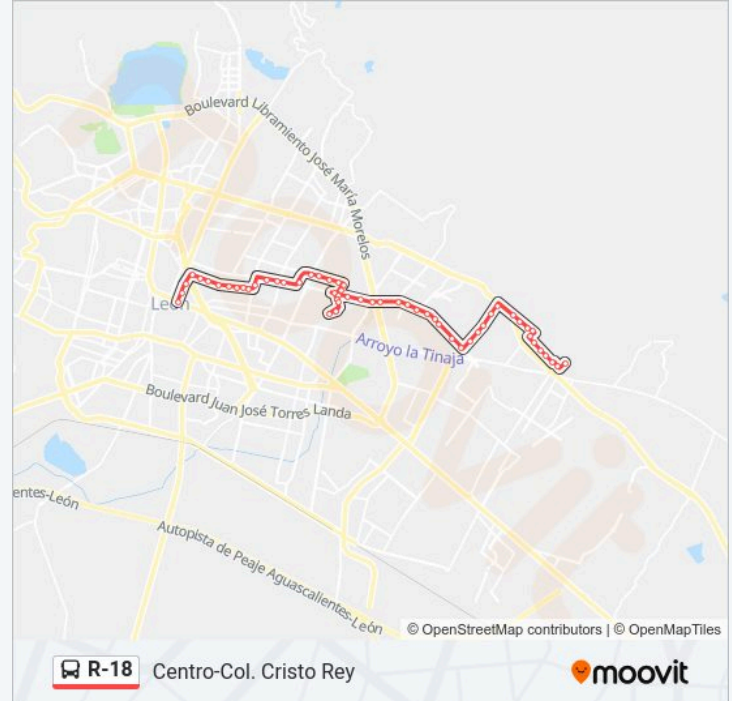 Boulevard Libramiento José María Morelos
León
Arroyo la Tinaja
Boulevard Juan José Torres Landa
entes-León
Autopista de Peaje Aguascalientes-León
© OpenStreetMap contributors | © OpenMapTiles
R-18 Centro-Col. Cristo Rey moovit